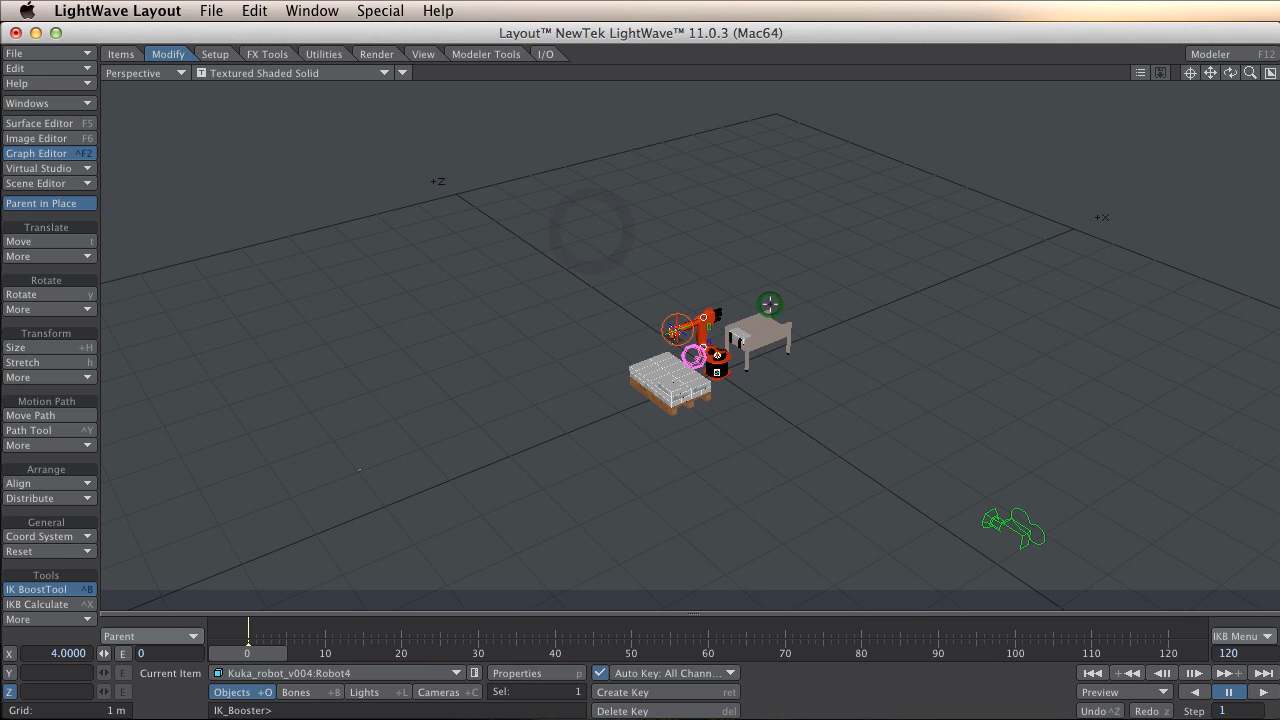 LightWave Layout File Edit Window Special Help
Layout™ NewTek LightWave™ 11.0.3 (Mac64)
File
Edit
Help
Windows
Surface Editor F5
Image Editor F6
Graph Editor ^F2
Virtual Studio
Scene Editor
Parent in Place
Translate
Move t
More
Rotate
Rotate y
More
Transform
Size +H
Stretch h
More
Motion Path
Move Path
Path Tool ^Y
More
Arrange
Align
Distribute
General
Coord System
Reset
Tools
IK BoostTool ^B
IKB Calculate ^X
More
Items Modify Setup FX Tools Utilities Render View Modeler Tools I/O Modeler F12
Perspective T Textured Shaded Solid
+Z
+X
Parent 0 10 20 30 40 50 60 70 80 90 100 110 120 IKB Menu
X 4.0000 E 0 120
Y E Current Item Kuka_robot_v004:Robot4 Properties p Auto Key: All Chann...
Z E Objects +O Bones +B Lights +L Cameras +C Sel: 1 Create Key ret Preview
Grid: 1 m IK_Booster> Delete Key del Undo ^Z Redo z Step 1